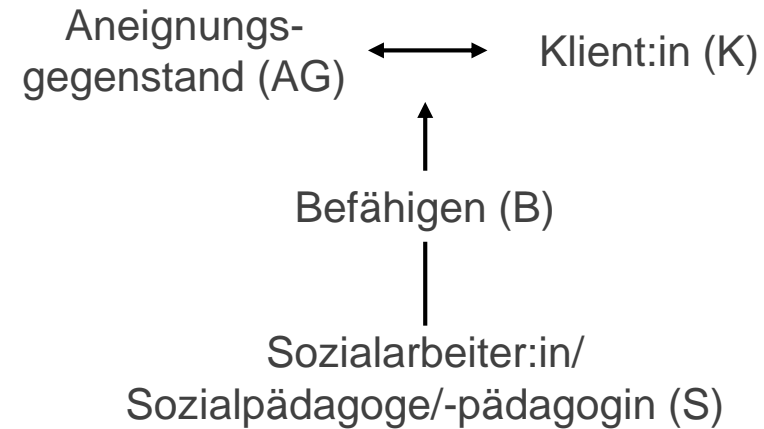 Aneignungs-
gegenstand (AG)
Klient:in (K)
Befähigen (B)
Sozialarbeiter:in/
Sozialpädagoge/-pädagogin (S)